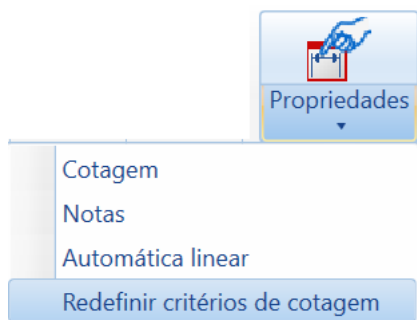 Propriedades
Cotagem
Notas
Automática linear
Redefinir critérios de cotagem